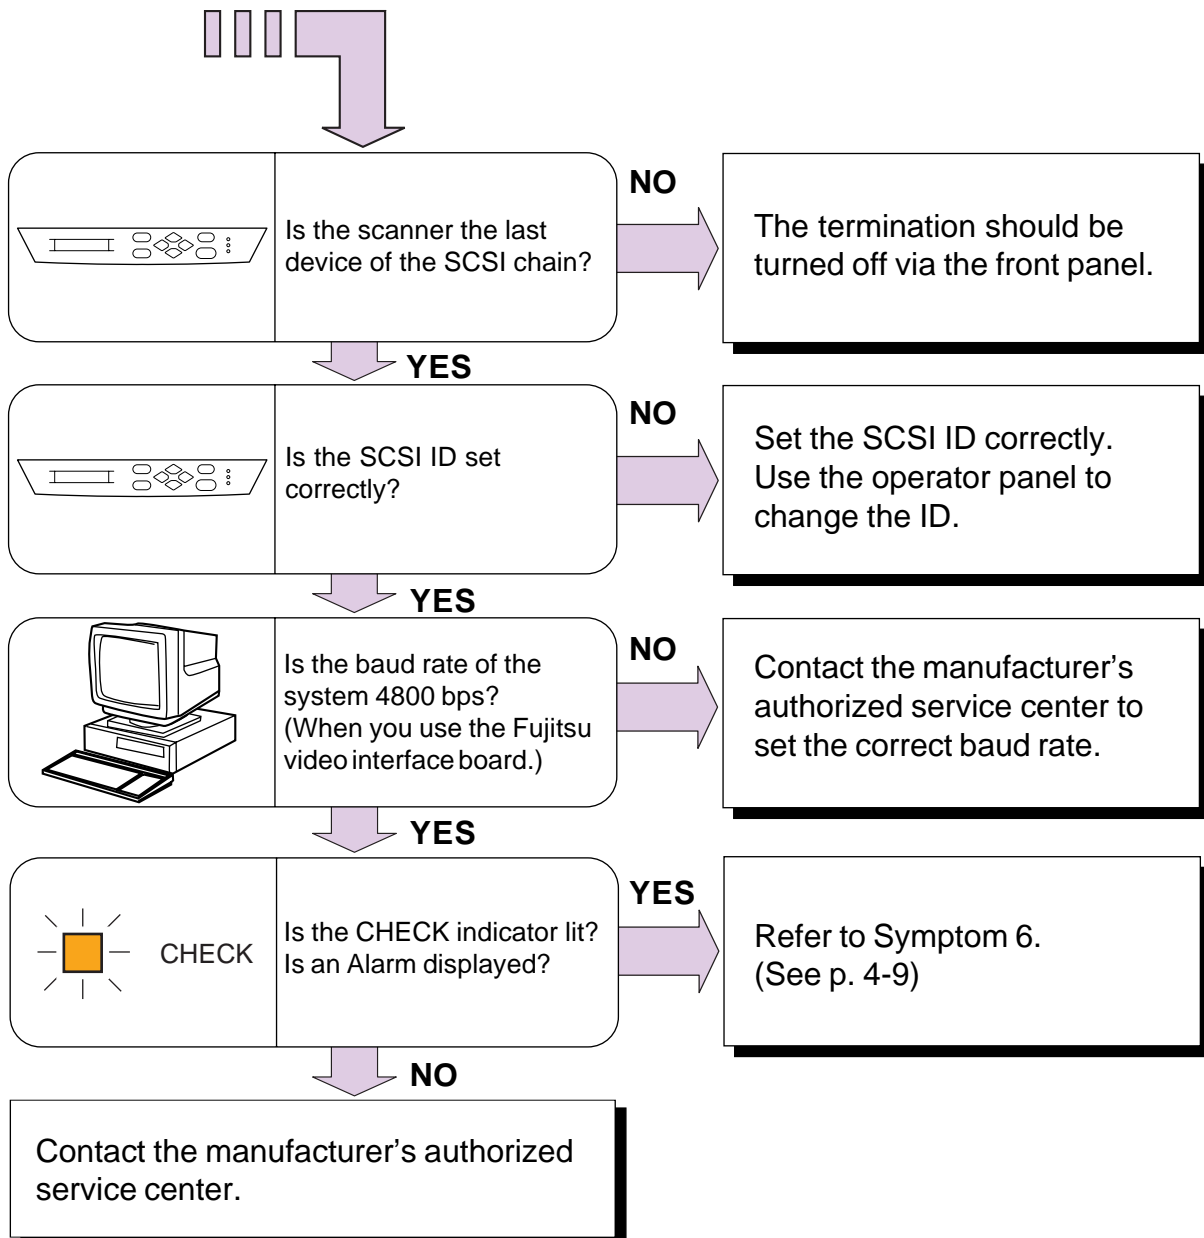 Is the scanner the last
device of the SCSI chain?
NO
The termination should be
turned off via the front panel.
YES
Is the SCSI ID set
correctly?
NO
Set the SCSI ID correctly.
Use the operator panel to
change the ID.
YES
Is the baud rate of the
system 4800 bps?
(When you use the Fujitsu
video interface board.)
NO
Contact the manufacturer’s
authorized service center to
set the correct baud rate.
YES
CHECK
Is the CHECK indicator lit?
Is an Alarm displayed?
YES
Refer to Symptom 6.
(See p. 4-9)
NO
Contact the manufacturer’s authorized
service center.